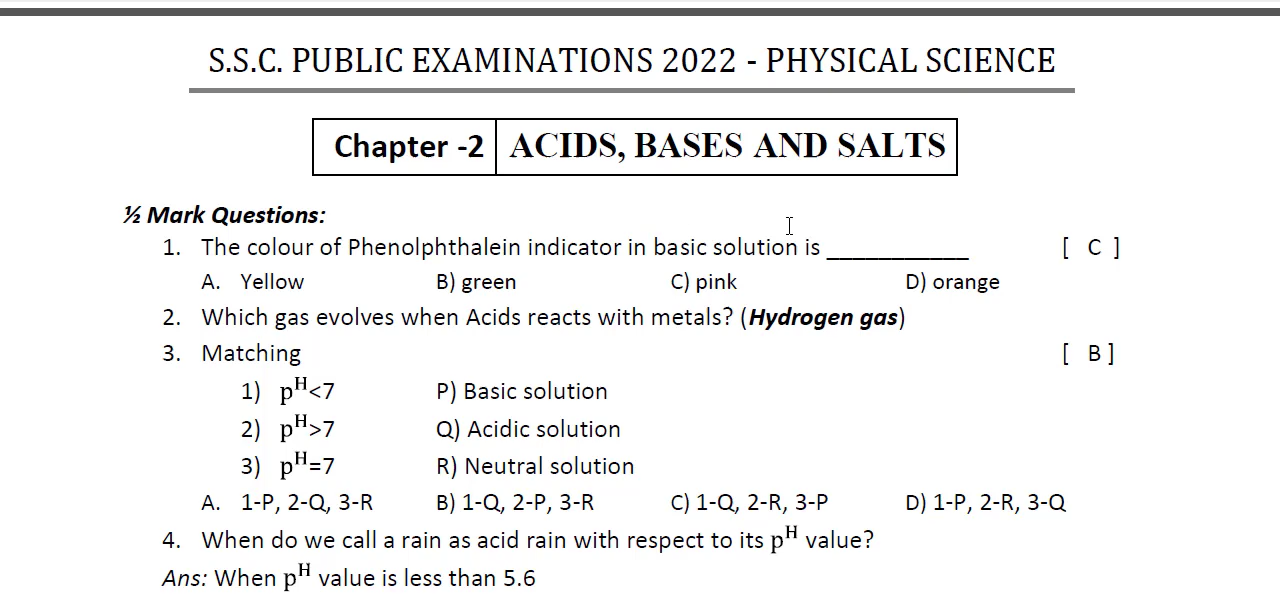 S.S.C. PUBLIC EXAMINATIONS 2022 - PHYSICAL SCIENCE
Chapter -2 ACIDS, BASES AND SALTS
½ Mark Questions:
1. The colour of Phenolphthalein indicator in basic solution is ___________ [ C ]
A. Yellow B) green C) pink D) orange
2. Which gas evolves when Acids reacts with metals? (Hydrogen gas)
3. Matching [ B ]
1) pᴴ<7 P) Basic solution
2) pᴴ>7 Q) Acidic solution
3) pᴴ=7 R) Neutral solution
A. 1-P, 2-Q, 3-R B) 1-Q, 2-P, 3-R C) 1-Q, 2-R, 3-P D) 1-P, 2-R, 3-Q
4. When do we call a rain as acid rain with respect to its pᴴ value?
Ans: When pᴴ value is less than 5.6